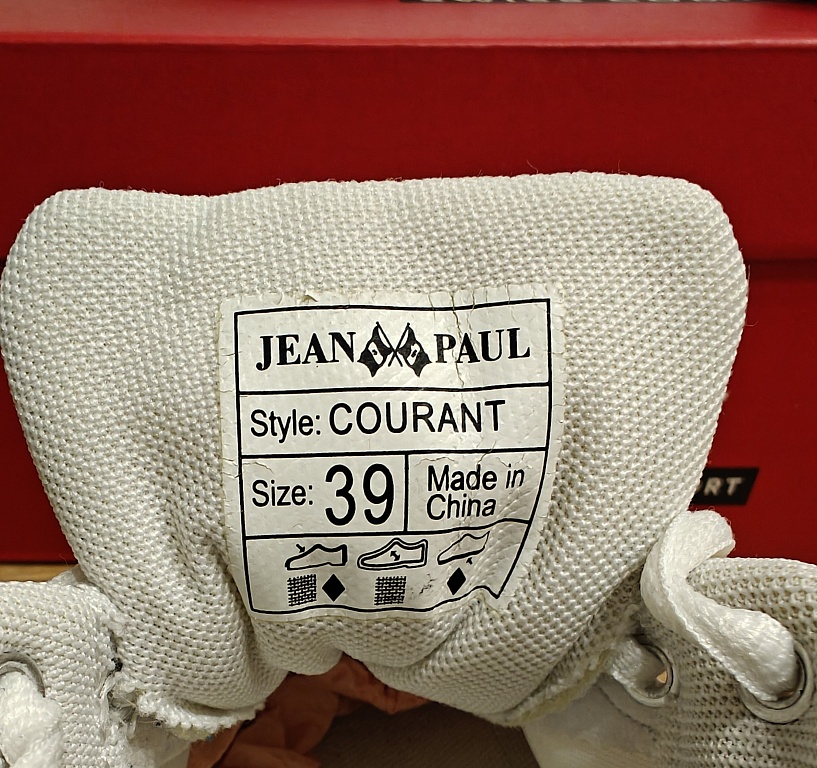 JEAN PAUL
Style: COURANT
Size: 39
Made in
China